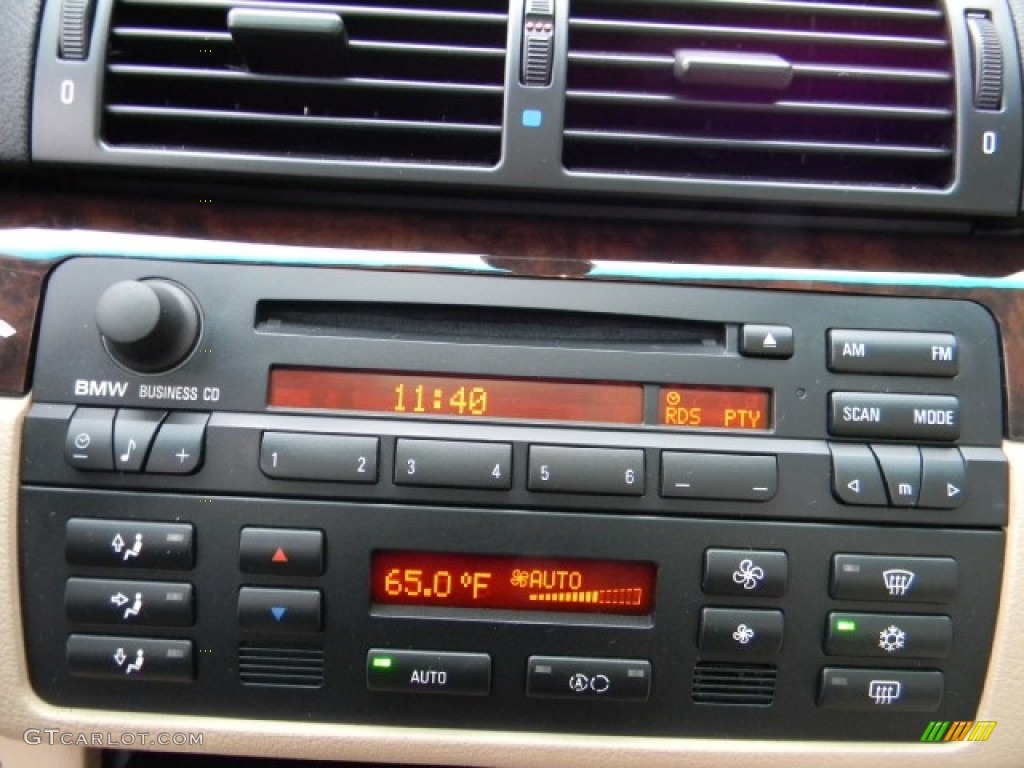 0
0
AM FM
11:40
RDS PTY
BMW BUSINESS CD
SCAN MODE
1 2 3 4 5 6
m
65.0 °F AUTO
AUTO
A
GTCARLOT.COM